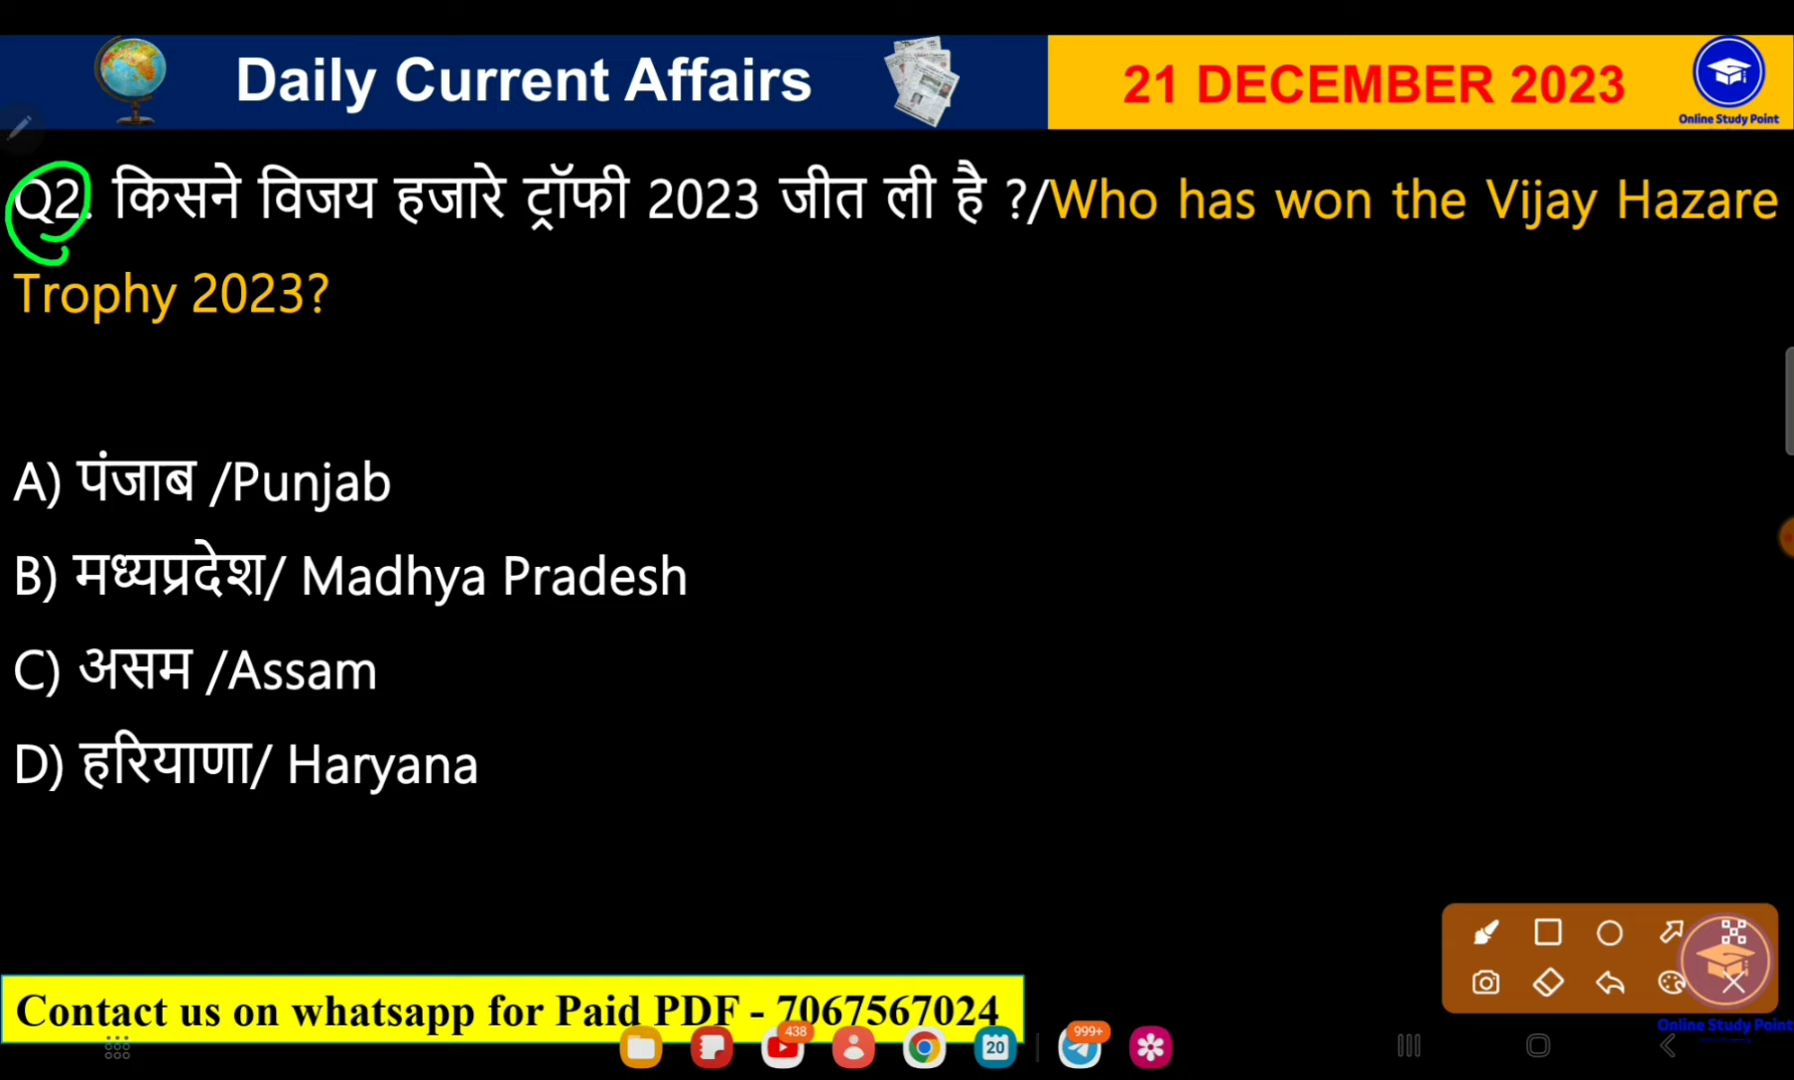 Daily Current Affairs
21 DECEMBER 2023
Online Study Point
Q2. किसने विजय हजारे ट्रॉफी 2023 जीत ली है ?/Who has won the Vijay Hazare
Trophy 2023?
A) पंजाब /Punjab
B) मध्यप्रदेश/ Madhya Pradesh
C) असम /Assam
D) हरियाणा/ Haryana
Contact us on whatsapp for Paid PDF - 7067567024
438
20
999+
Online Study Point